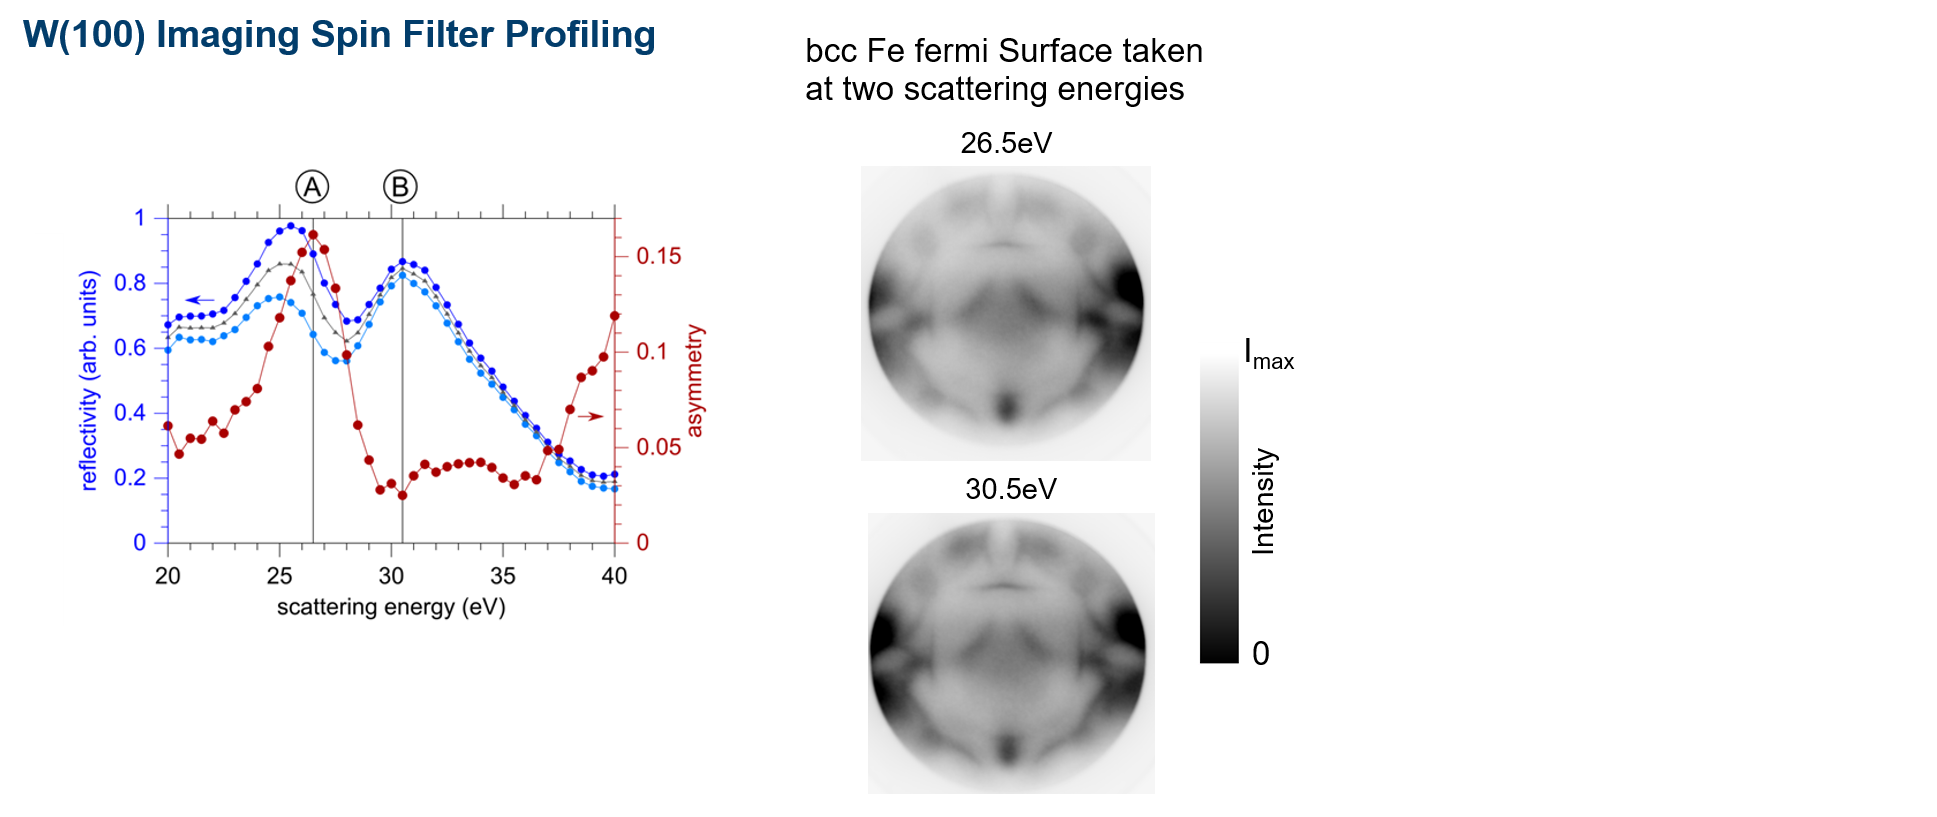 W(100) Imaging Spin Filter Profiling
bcc Fe fermi Surface taken
at two scattering energies
26.5eV
A
B
1
0.8
0.6
0.4
0.2
0
reflectivity (arb. units)
0.15
0.1
0.05
0
asymmetry
20 25 30 35 40
scattering energy (eV)
30.5eV
Imax
Intensity
0